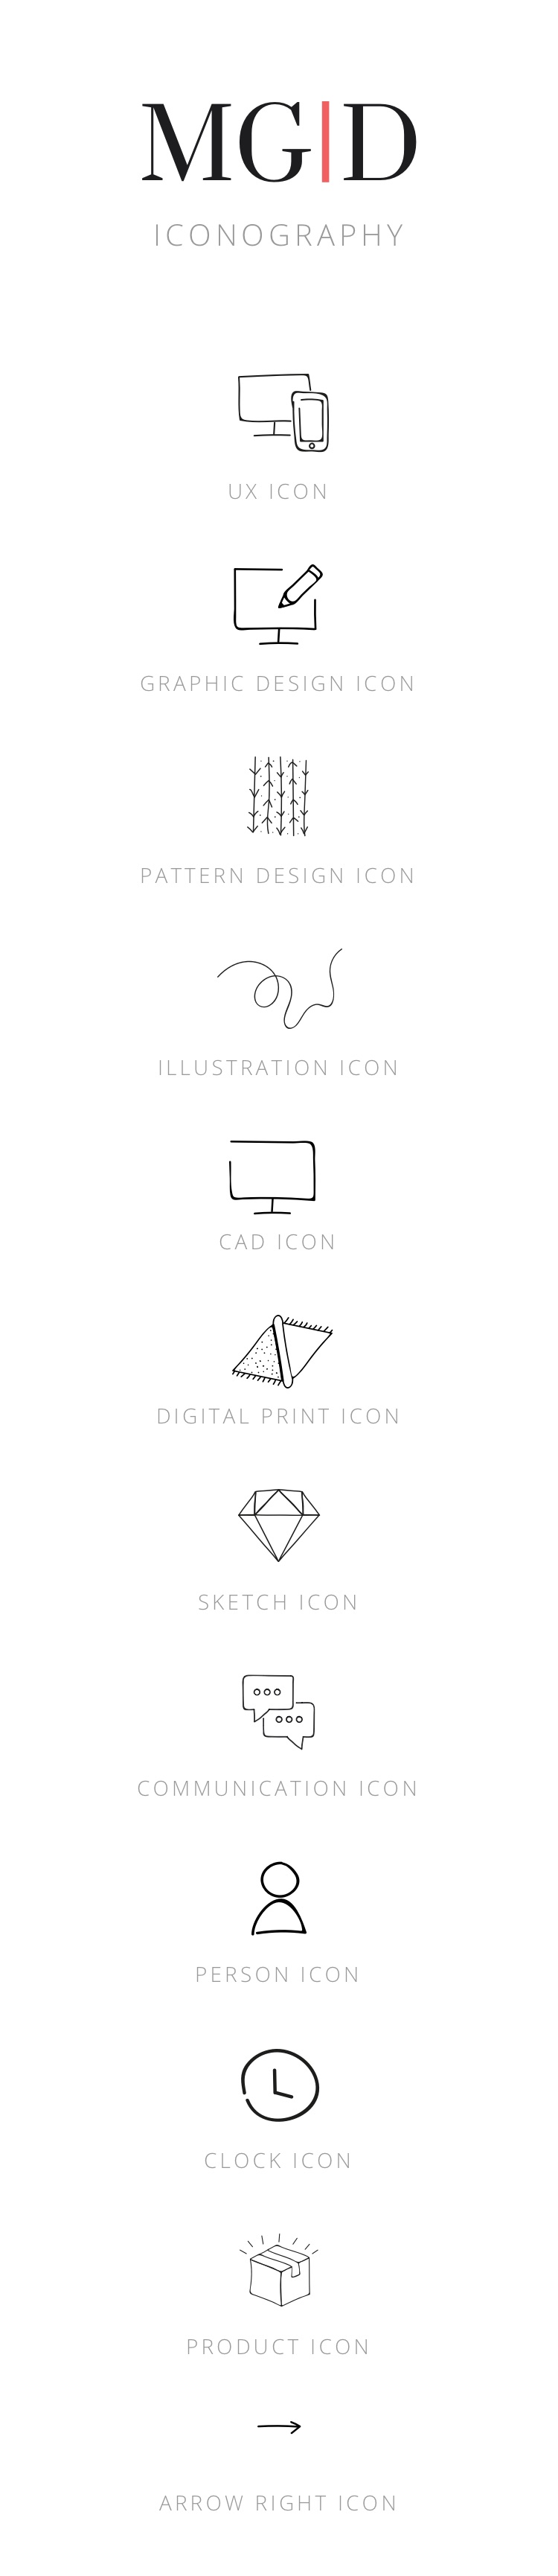 MG|D
ICONOGRAPHY
UX ICON
GRAPHIC DESIGN ICON
PATTERN DESIGN ICON
ILLUSTRATION ICON
CAD ICON
DIGITAL PRINT ICON
SKETCH ICON
COMMUNICATION ICON
PERSON ICON
CLOCK ICON
PRODUCT ICON
ARROW RIGHT ICON